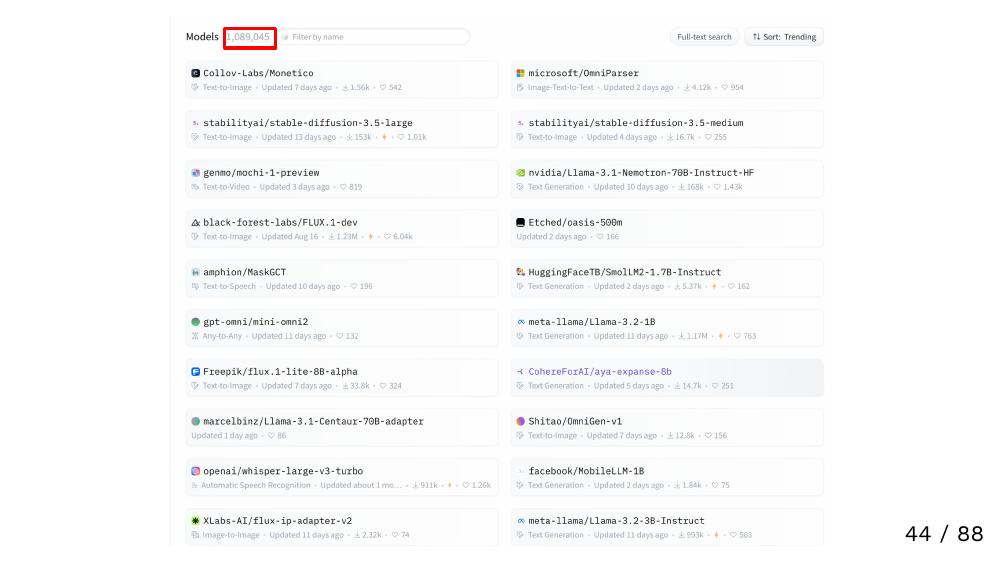 Models 1,089,045 Filter by name Full-text search Sort: Trending
Collov-Labs/Monetico
Text-to-Image • Updated 7 days ago • 1.56k • 542
microsoft/OmniParser
Image-Text-to-Text • Updated 2 days ago • 4.12k • 954
stabilityai/stable-diffusion-3.5-large
Text-to-Image • Updated 13 days ago • 153k • 1.01k
stabilityai/stable-diffusion-3.5-medium
Text-to-Image • Updated 4 days ago • 16.7k • 255
genmo/mochi-1-preview
Text-to-Video • Updated 3 days ago • 819
nvidia/Llama-3.1-Nemotron-70B-Instruct-HF
Text Generation • Updated 10 days ago • 168k • 1.43k
black-forest-labs/FLUX.1-dev
Text-to-Image • Updated Aug 16 • 1.23M • 6.04k
Etched/oasis-500m
Updated 2 days ago • 166
amphion/MaskGCT
Text-to-Speech • Updated 10 days ago • 196
HuggingFaceTB/SmolLM2-1.7B-Instruct
Text Generation • Updated 2 days ago • 5.37k • 162
gpt-omni/mini-omni2
Any-to-Any • Updated 11 days ago • 132
meta-llama/Llama-3.2-1B
Text Generation • Updated 11 days ago • 1.17M • 763
Freepik/flux.1-lite-8B-alpha
Text-to-Image • Updated 7 days ago • 33.8k • 324
CohereForAI/aya-expanse-8b
Text Generation • Updated 5 days ago • 14.7k • 251
marcelbinz/Llama-3.1-Centaur-70B-adapter
Updated 1 day ago • 86
Shitao/OmniGen-v1
Text-to-Image • Updated 7 days ago • 12.8k • 156
openai/whisper-large-v3-turbo
Automatic Speech Recognition • Updated about 1 mo... • 911k • 1.26k
facebook/MobileLLM-1B
Text Generation • Updated 2 days ago • 1.84k • 75
XLabs-AI/flux-ip-adapter-v2
Image-to-Image • Updated 11 days ago • 2.32k • 74
meta-llama/Llama-3.2-3B-Instruct
Text Generation • Updated 11 days ago • 993k • 503
44 / 88